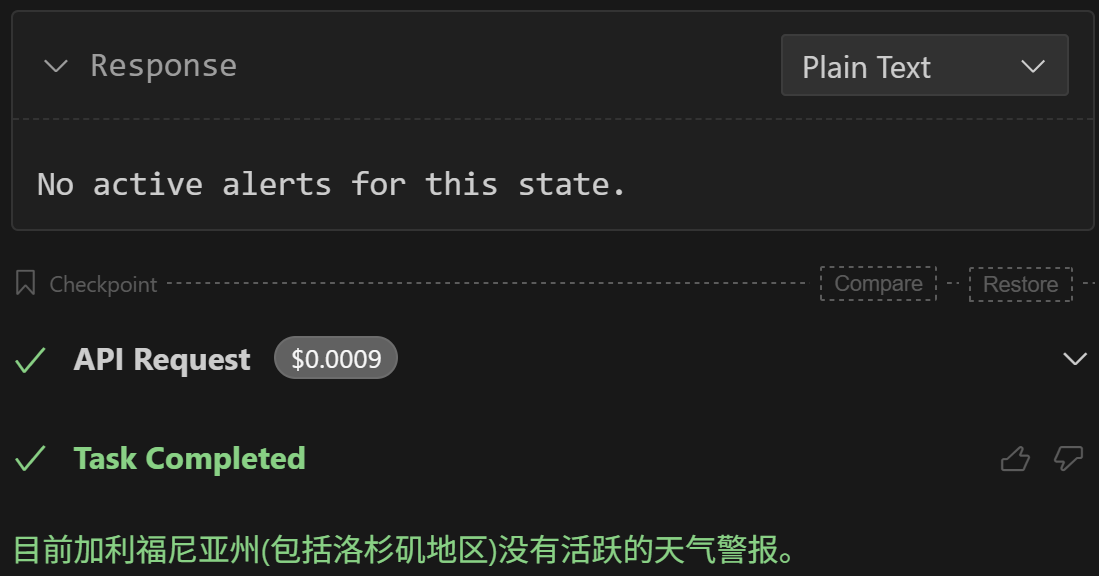 Response
Plain Text
No active alerts for this state.
Checkpoint
Compare
Restore
API Request
$0.0009
Task Completed
目前加利福尼亚州(包括洛杉矶地区)没有活跃的天气警报。